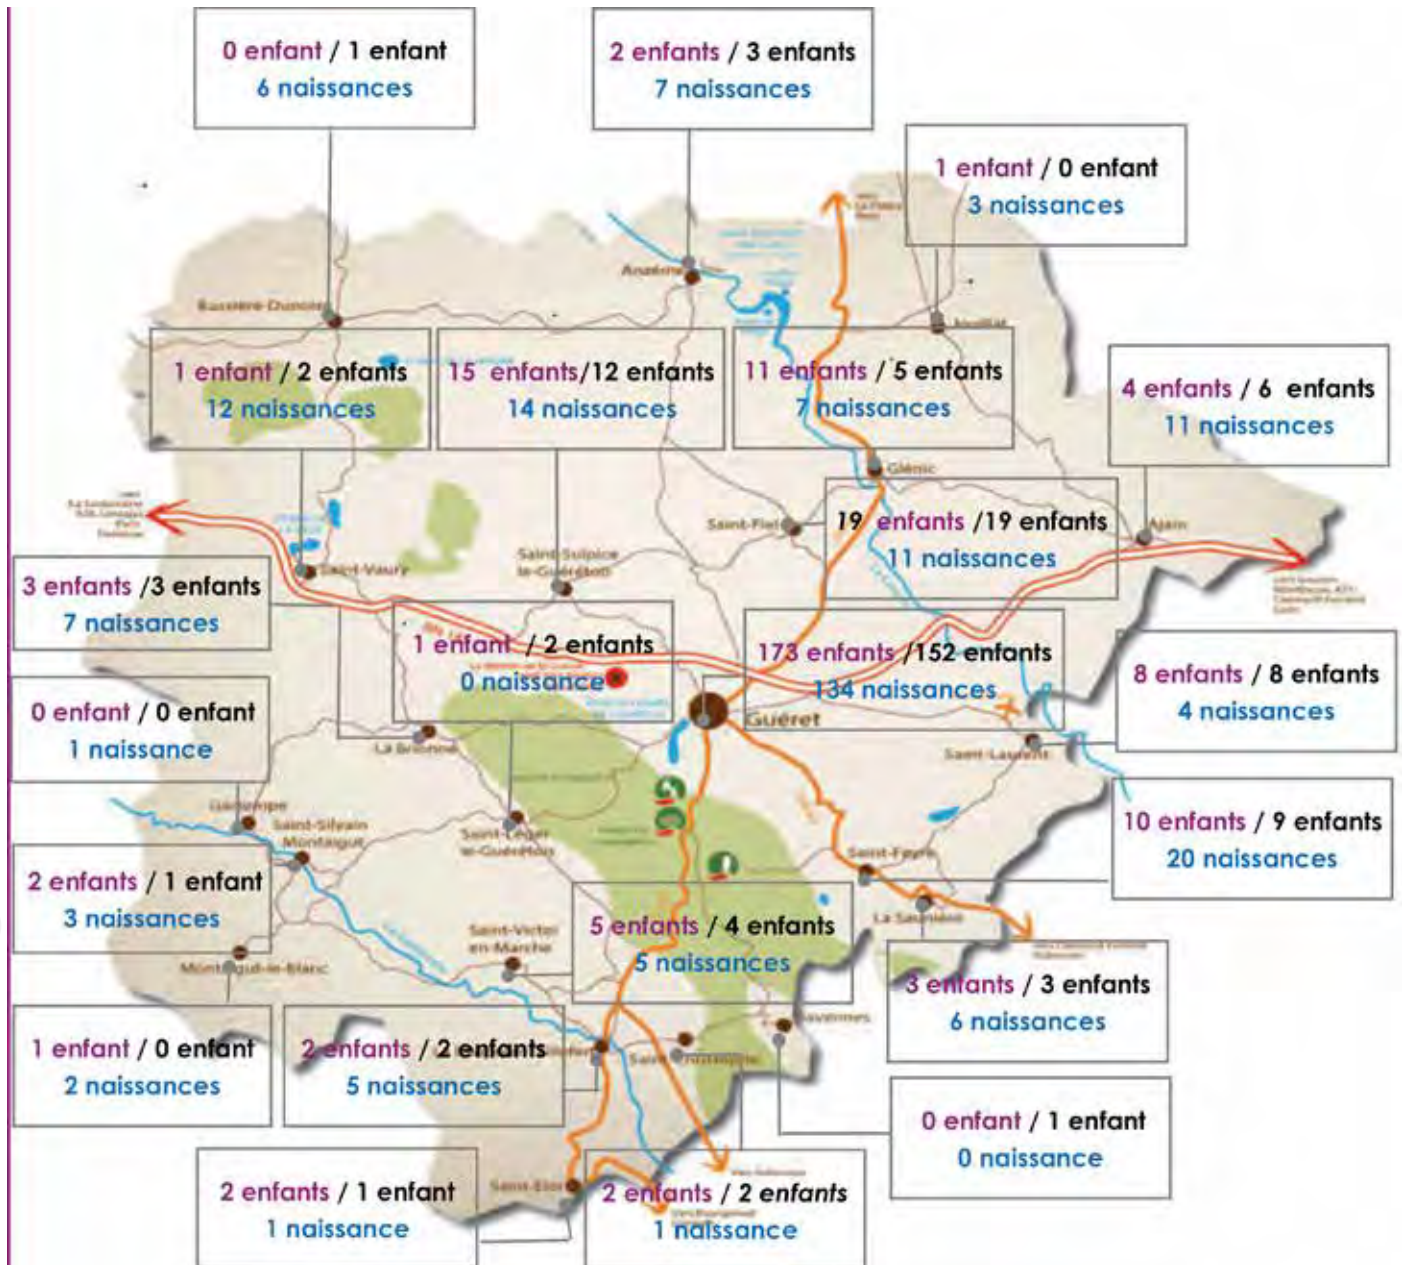 0 enfant / 1 enfant
6 naissances
2 enfants / 3 enfants
7 naissances
1 enfant / 0 enfant
3 naissances
Anzême
Bussière-Dunoise
Jouillat
1 enfant / 2 enfants
12 naissances
15 enfants/12 enfants
14 naissances
11 enfants / 5 enfants
7 naissances
4 enfants / 6 enfants
11 naissances
Glénic
Saint-Fiel
19 enfants /19 enfants
11 naissances
Ajain
Saint-Vaury
Saint-Sulpice
le-Guérétois
3 enfants /3 enfants
7 naissances
1 enfant / 2 enfants
0 naissance
173 enfants /152 enfants
134 naissances
8 enfants / 8 enfants
4 naissances
0 enfant / 0 enfant
1 naissance
Guéret
La Brionne
Saint-Laurent
10 enfants / 9 enfants
20 naissances
Gartempe
Saint-Silvain
Montaigut
Saint-Léger
le-Guérétois
Saint-Feyre
2 enfants / 1 enfant
3 naissances
La Saunière
5 enfants / 4 enfants
5 naissances
Saint-Victor
en-Marche
Montaigut-le-Blanc
3 enfants / 3 enfants
6 naissances
1 enfant / 0 enfant
2 naissances
2 enfants / 2 enfants
5 naissances
Savennes
Saint-Christophe
0 enfant / 1 enfant
0 naissance
2 enfants / 1 enfant
1 naissance
Saint-Eloi
2 enfants / 2 enfants
1 naissance